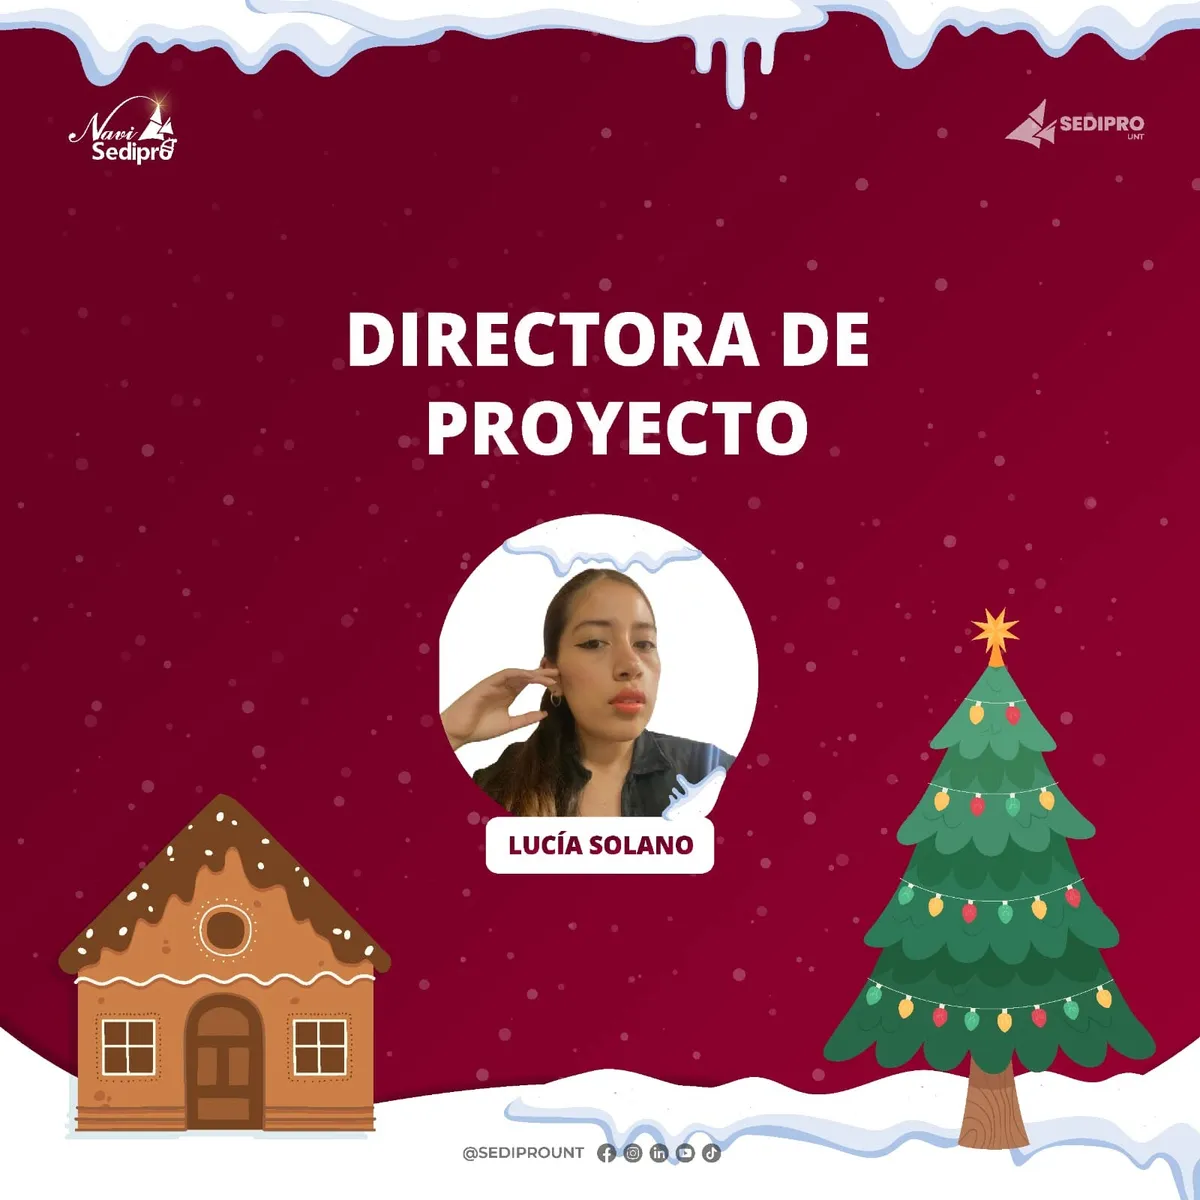 Navi
Sedipro
SEDIPRO
UNT
DIRECTORA DE
PROYECTO
LUCÍA SOLANO
@SEDIPROUNT